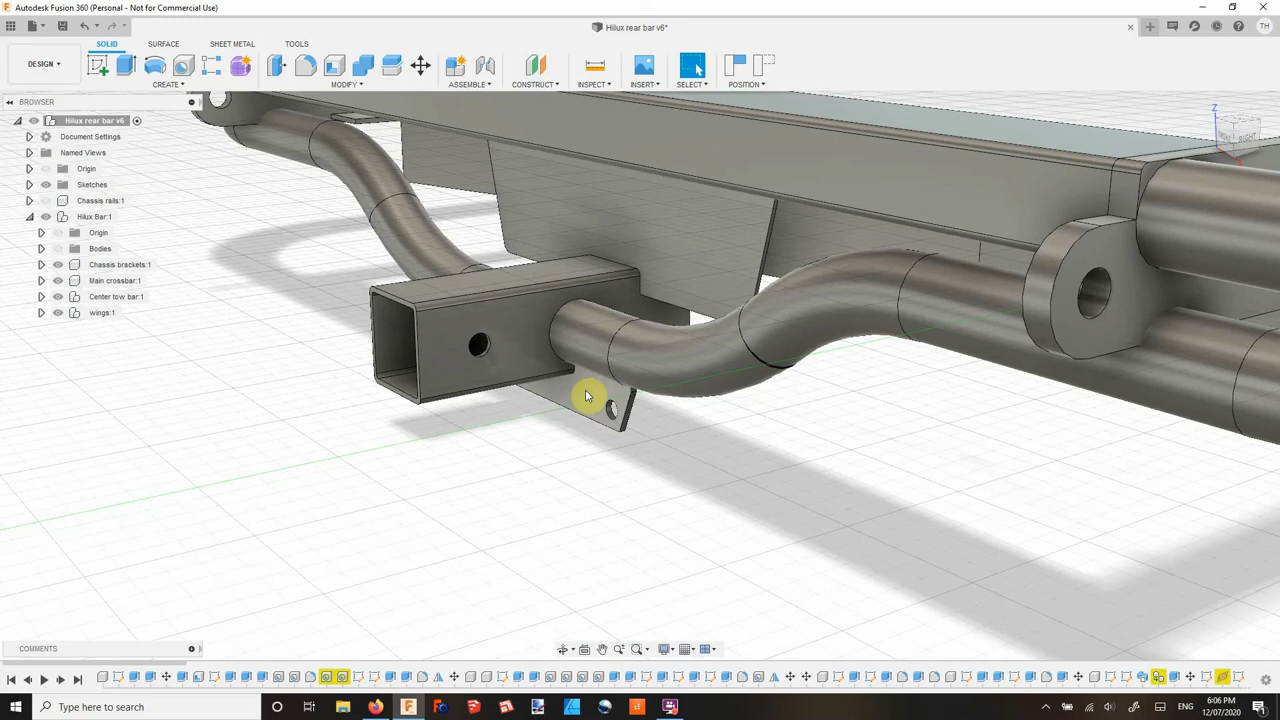 Autodesk Fusion 360 (Personal - Not for Commercial Use)
Hilux rear bar v6*
TH
SOLID SURFACE SHEET METAL TOOLS
DESIGN
CREATE MODIFY ASSEMBLE CONSTRUCT INSPECT INSERT SELECT POSITION
BROWSER
Hilux rear bar v6
Document Settings
Named Views
Origin
Sketches
Chassis rails:1
Hilux Bar:1
Origin
Bodies
Chassis brackets:1
Main crossbar:1
Center tow bar:1
wings:1
Z
FRONT RIGHT
COMMENTS
Type here to search
ENG
6:06 PM
12/07/2020